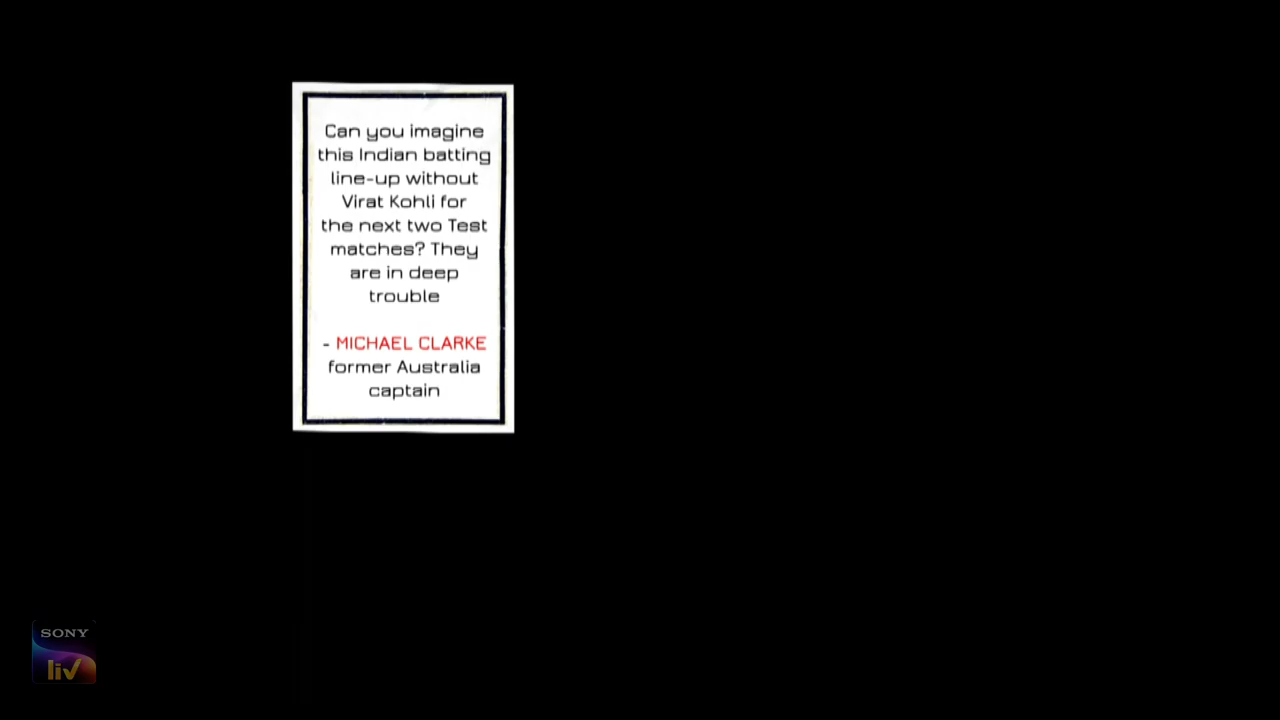 Can you imagine
this Indian batting
line-up without
Virat Kohli for
the next two Test
matches? They
are in deep
trouble
- MICHAEL CLARKE
former Australia
captain
SONY
liv